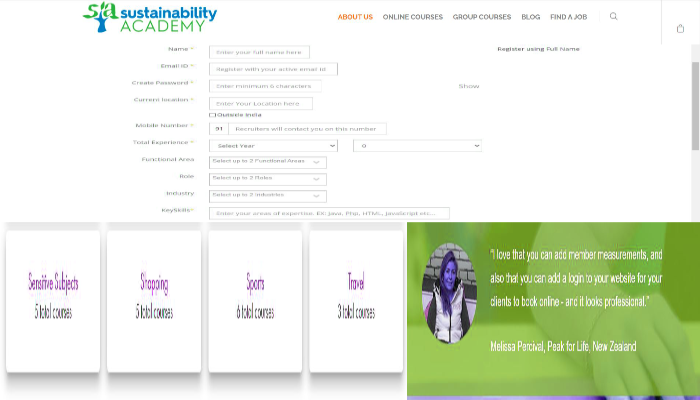 sta sustainability
ACADEMY
ABOUT US ONLINE COURSES GROUP COURSES BLOG FIND A JOB
Name * Enter your full name here Register using Full Name
Email ID * Register with your active email id
Create Password * Enter minimum 6 characters Show
Current location * Enter Your Location here
Outside India
Mobile Number * 91 Recruiters will contact you on this number
Total Experience * Select Year 0
Functional Area Select up to 2 Functional Areas
Role Select up to 2 Roles
Industry Select up to 2 Industries
KeySkills * Enter your areas of expertise. EX: Java, Php, HTML, JavaScript etc...
Sensitive Subjects
5 total courses
Shopping
5 total courses
Sports
6 total courses
Travel
3 total courses
"I love that you can add member measurements, and
also that you can add a login to your website for your
clients to book online - and it looks professional."
Melissa Percival, Peak for Life, New Zealand